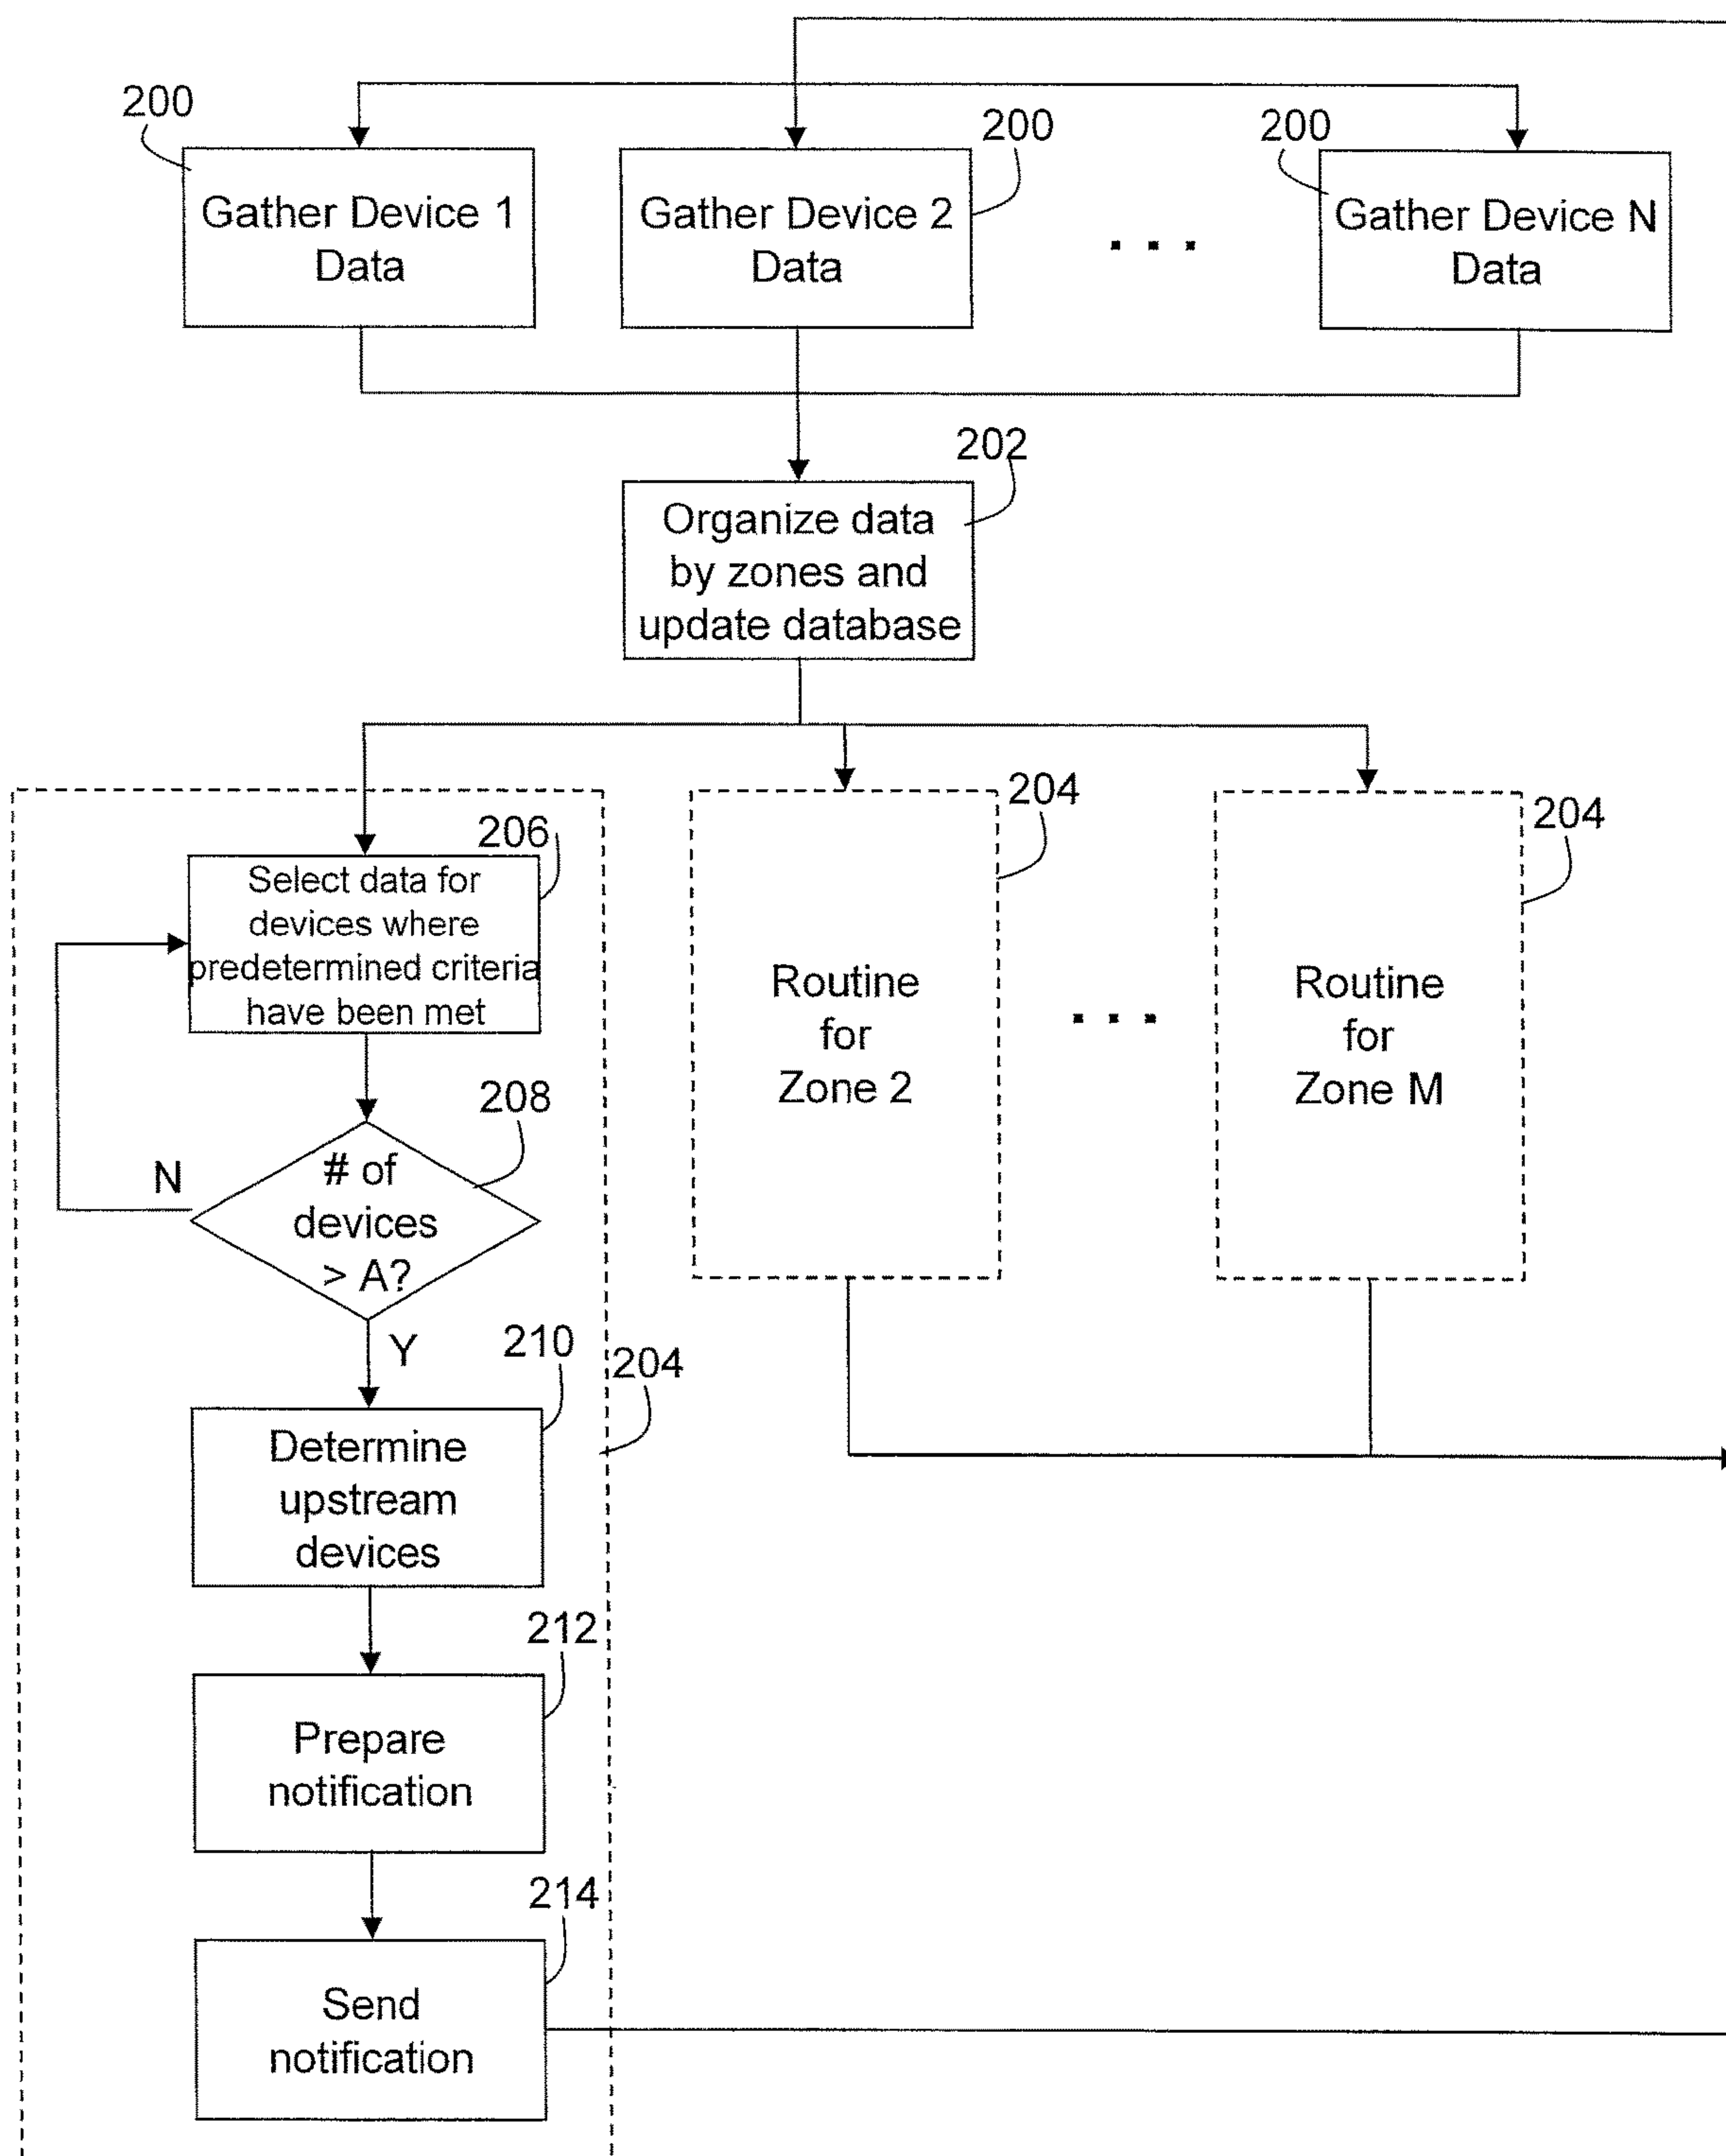 200
200
200
Gather Device 1
Data
Gather Device 2
Data
. . .
Gather Device N
Data
202
Organize data
by zones and
update database
206
Select data for
devices where
predetermined criteria
have been met
204
Routine
for
Zone 2
. . .
204
Routine
for
Zone M
208
N
# of
devices
> A?
Y
210
204
Determine
upstream
devices
212
Prepare
notification
214
Send
notification